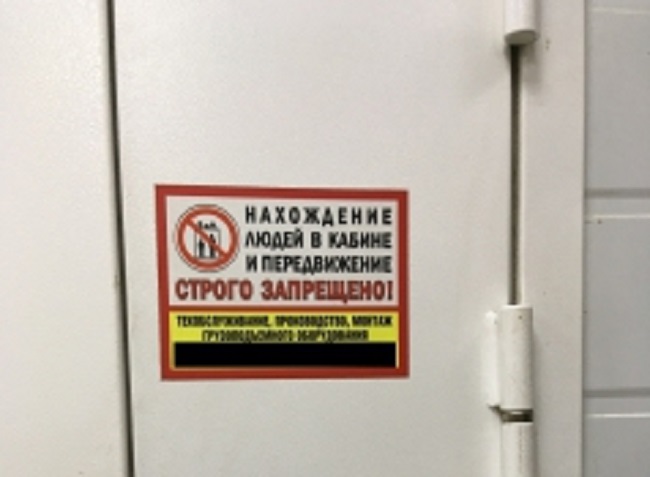 НАХОЖДЕНИЕ
ЛЮДЕЙ В КАБИНЕ
И ПЕРЕДВИЖЕНИЕ
СТРОГО ЗАПРЕЩЕНО!
ТЕХОБСЛУЖИВАНИЕ, ПРОИЗВОДСТВО, МОНТАЖ
ГРУЗОПОДЪЕМНОГО ОБОРУДОВАНИЯ